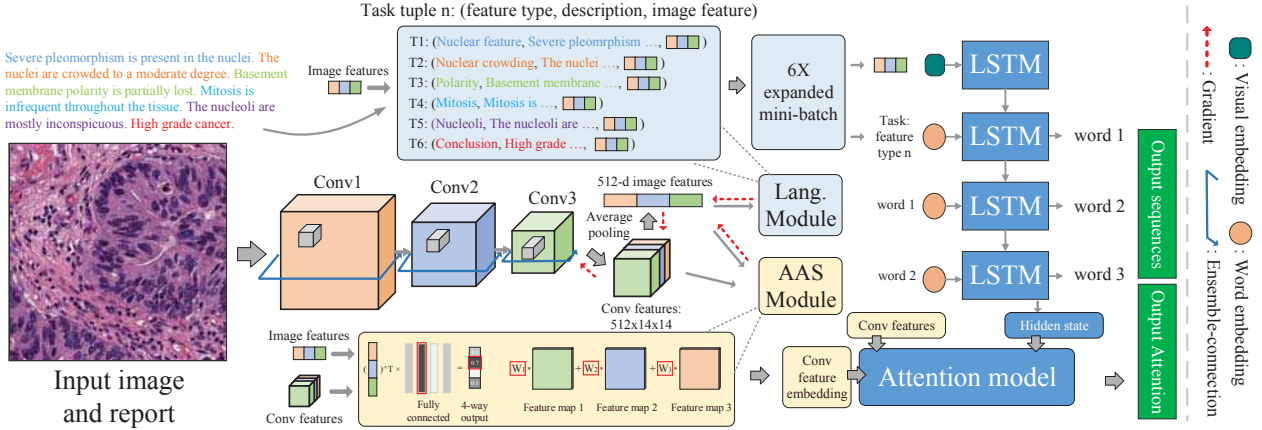 Task tuple n: (feature type, description, image feature)
Severe pleomorphism is present in the nuclei. The
nuclei are crowded to a moderate degree. Basement
membrane polarity is partially lost. Mitosis is
infrequent throughout the tissue. The nucleoli are
mostly inconspicuous. High grade cancer.
Image features
T1: (Nuclear feature, Severe pleomrphism ..., )
T2: (Nuclear crowding, The nuclei ..., )
T3: (Polarity, Basement membrane ..., )
T4: (Mitosis, Mitosis is ..., )
T5: (Nucleoli, The nucleoli are ..., )
T6: (Conclusion, High grade ..., )
6X
expanded
mini-batch
LSTM
Task:
feature
type n
LSTM
word 1
word 1
LSTM
word 2
word 2
LSTM
word 3
Output sequences
Output Attention
Gradient
:
Visual embedding
:
Ensemble-connection
:
Word embedding
:
Conv1
Conv2
Conv3
512-d image features
Average
pooling
Conv features:
512x14x14
Lang.
Module
AAS
Module
Input image
and report
Image features
Conv features
( )^T ×
=
0.7
0.1
Fully
connected
4-way
output
W1* + W2* + W3*
Feature map 1
Feature map 2
Feature map 3
Conv
feature
embedding
Conv features
Hidden state
Attention model